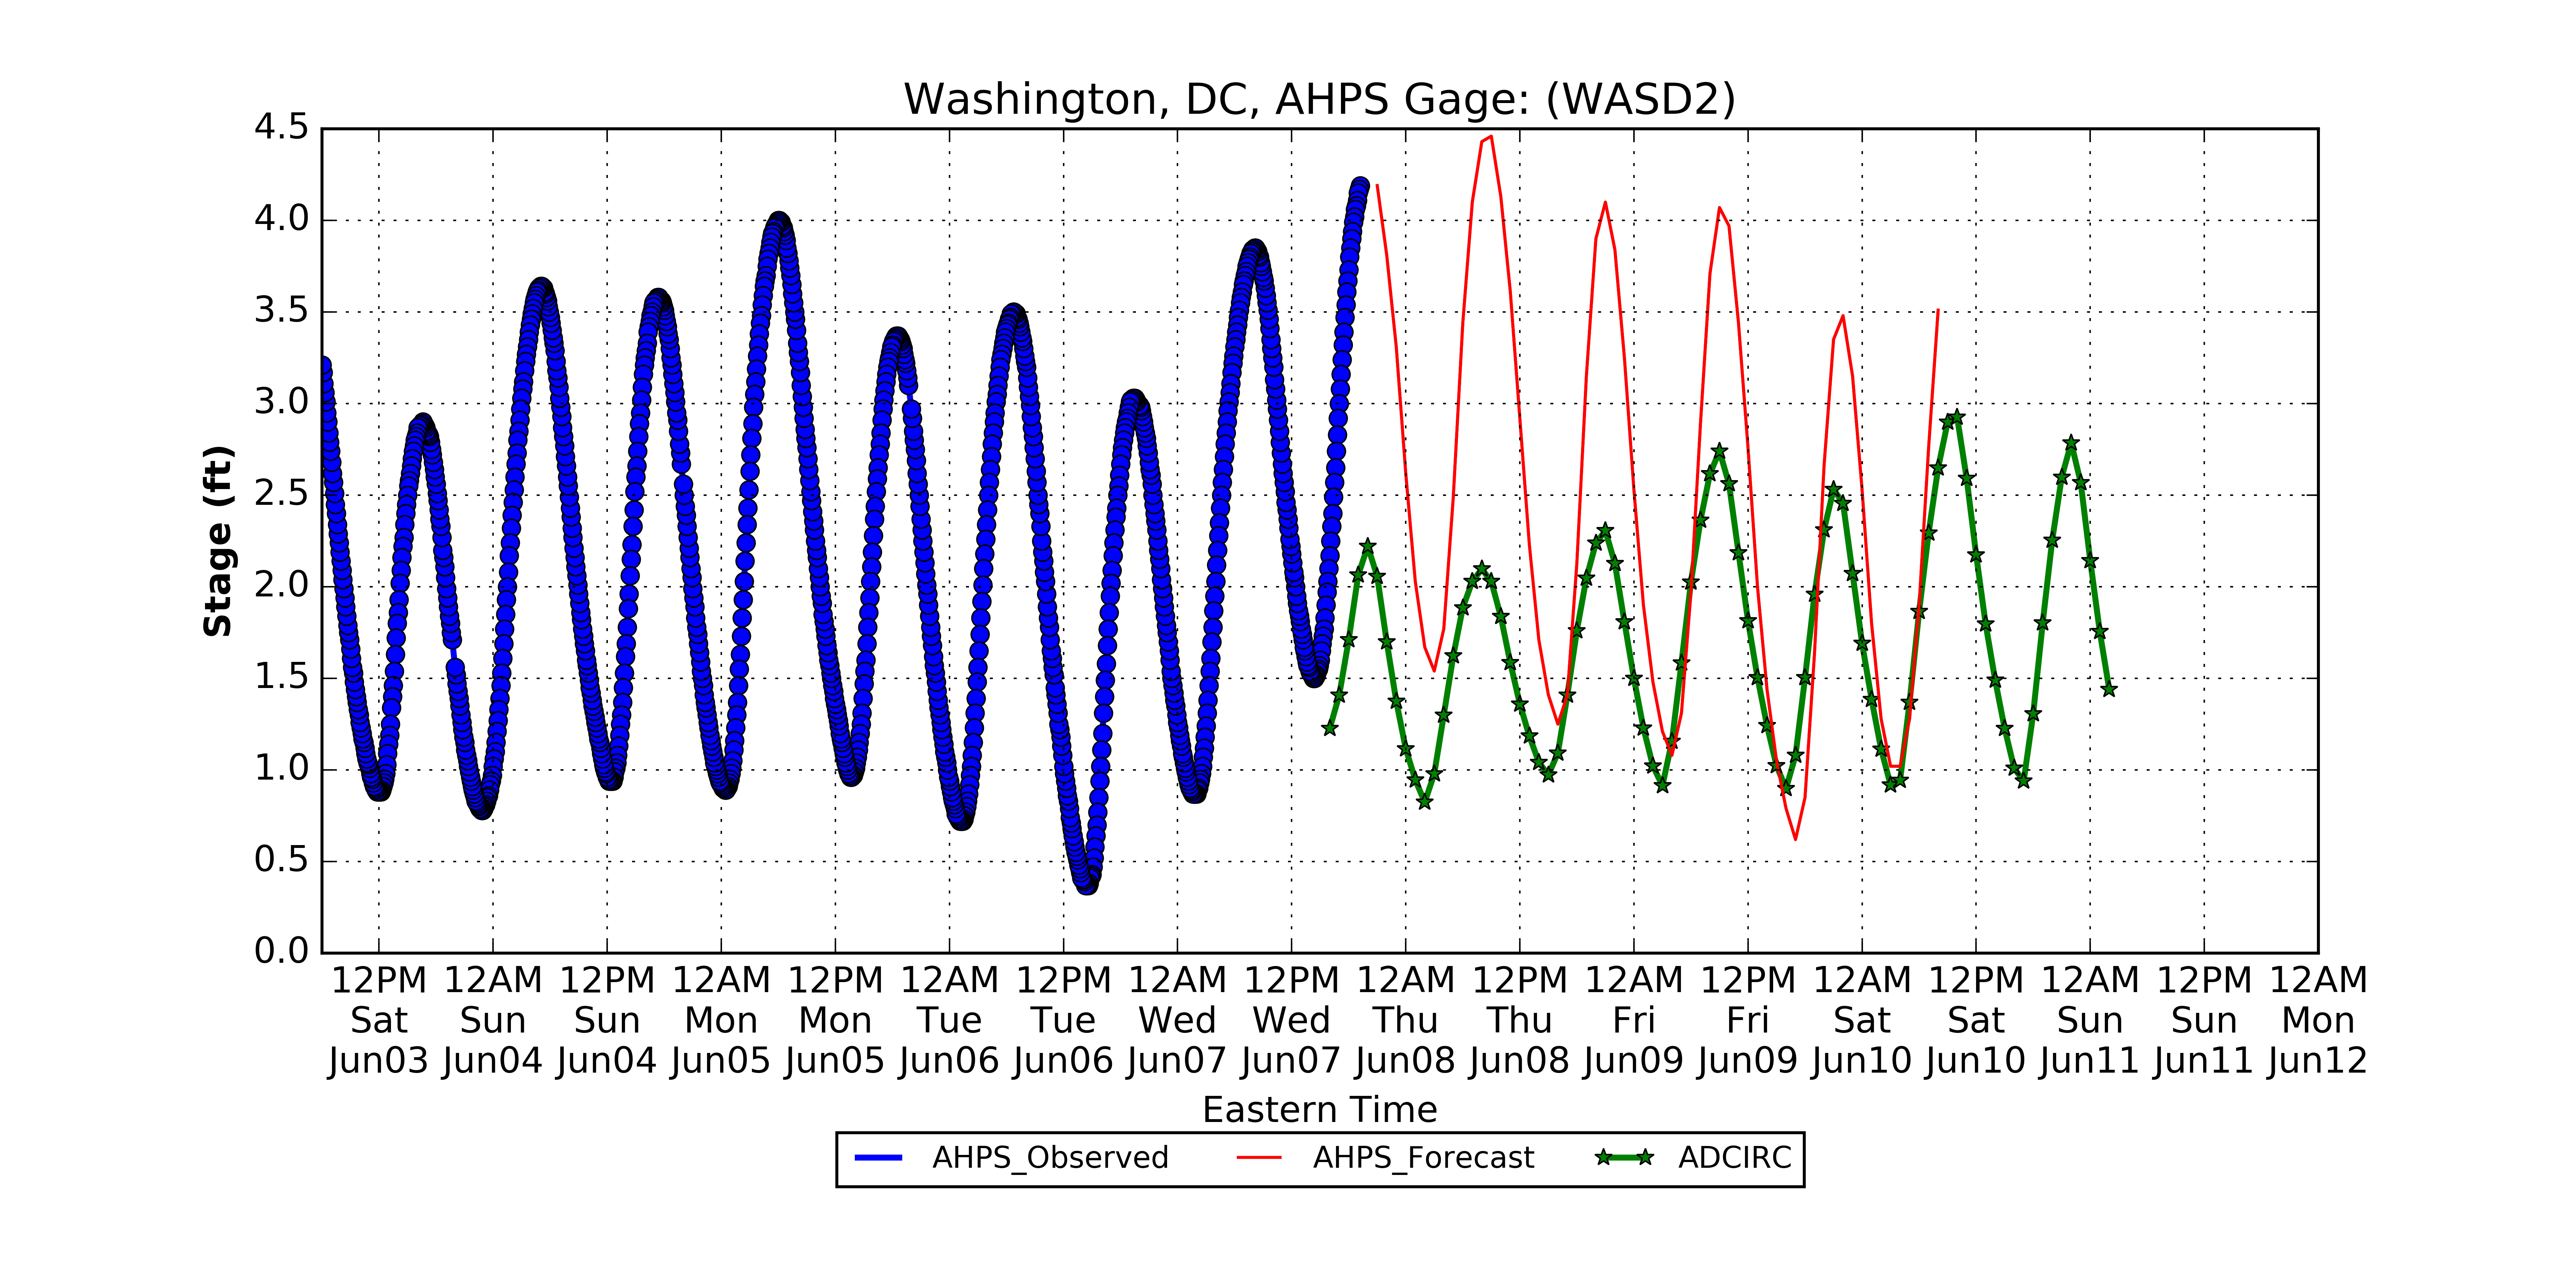 Washington, DC, AHPS Gage: (WASD2)
4.5
4.0
3.5
3.0
2.5
2.0
1.5
1.0
0.5
0.0
Stage (ft)
12PM 12AM 12PM 12AM 12PM 12AM 12PM 12AM 12PM 12AM 12PM 12AM 12PM 12AM 12PM 12AM 12PM 12AM
Sat Sun Sun Mon Mon Tue Tue Wed Wed Thu Thu Fri Fri Sat Sat Sun Sun Mon
Jun03 Jun04 Jun04 Jun05 Jun05 Jun06 Jun06 Jun07 Jun07 Jun08 Jun08 Jun09 Jun09 Jun10 Jun10 Jun11 Jun11 Jun12
Eastern Time
AHPS_Observed AHPS_Forecast ADCIRC